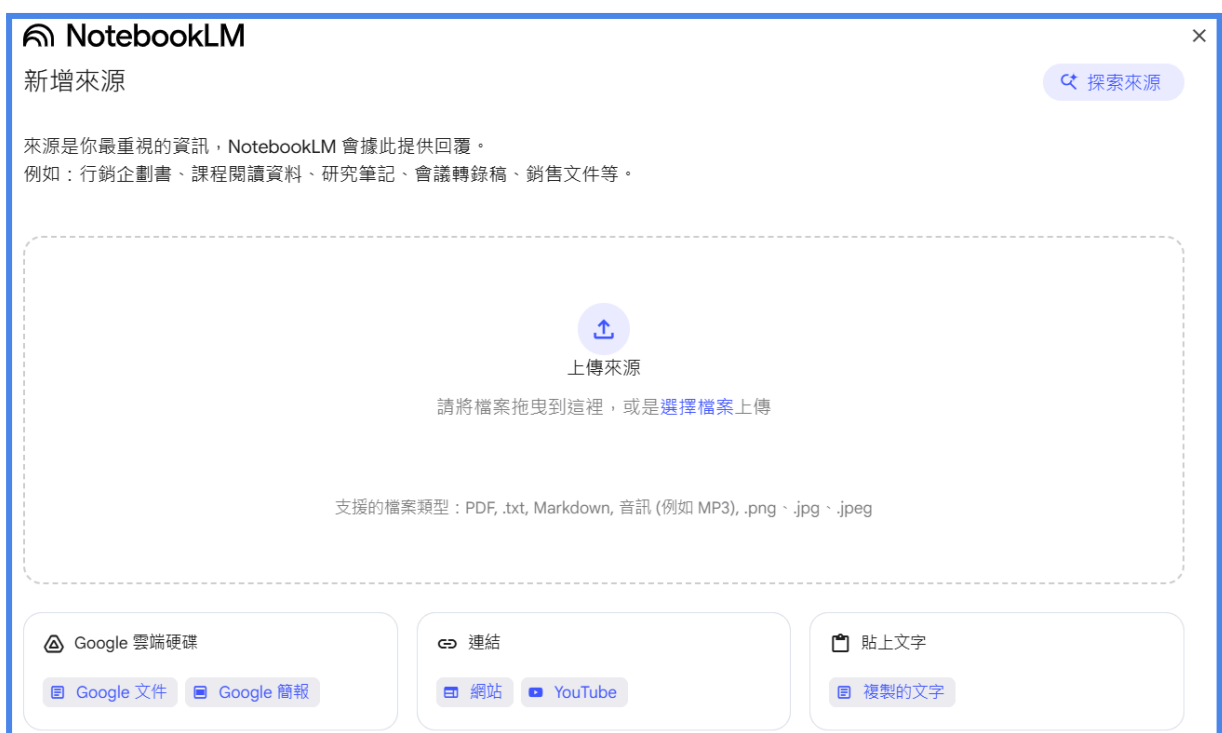 NotebookLM
新增來源
探索來源
來源是你最重視的資訊，NotebookLM 會據此提供回覆。
例如：行銷企劃書、課程閱讀資料、研究筆記、會議轉錄稿、銷售文件等。
上傳來源
請將檔案拖曳到這裡，或是選擇檔案上傳
支援的檔案類型：PDF, .txt, Markdown, 音訊 (例如 MP3), .png、.jpg、.jpeg
Google 雲端硬碟
Google 文件 Google 簡報
連結
網站 YouTube
貼上文字
複製的文字